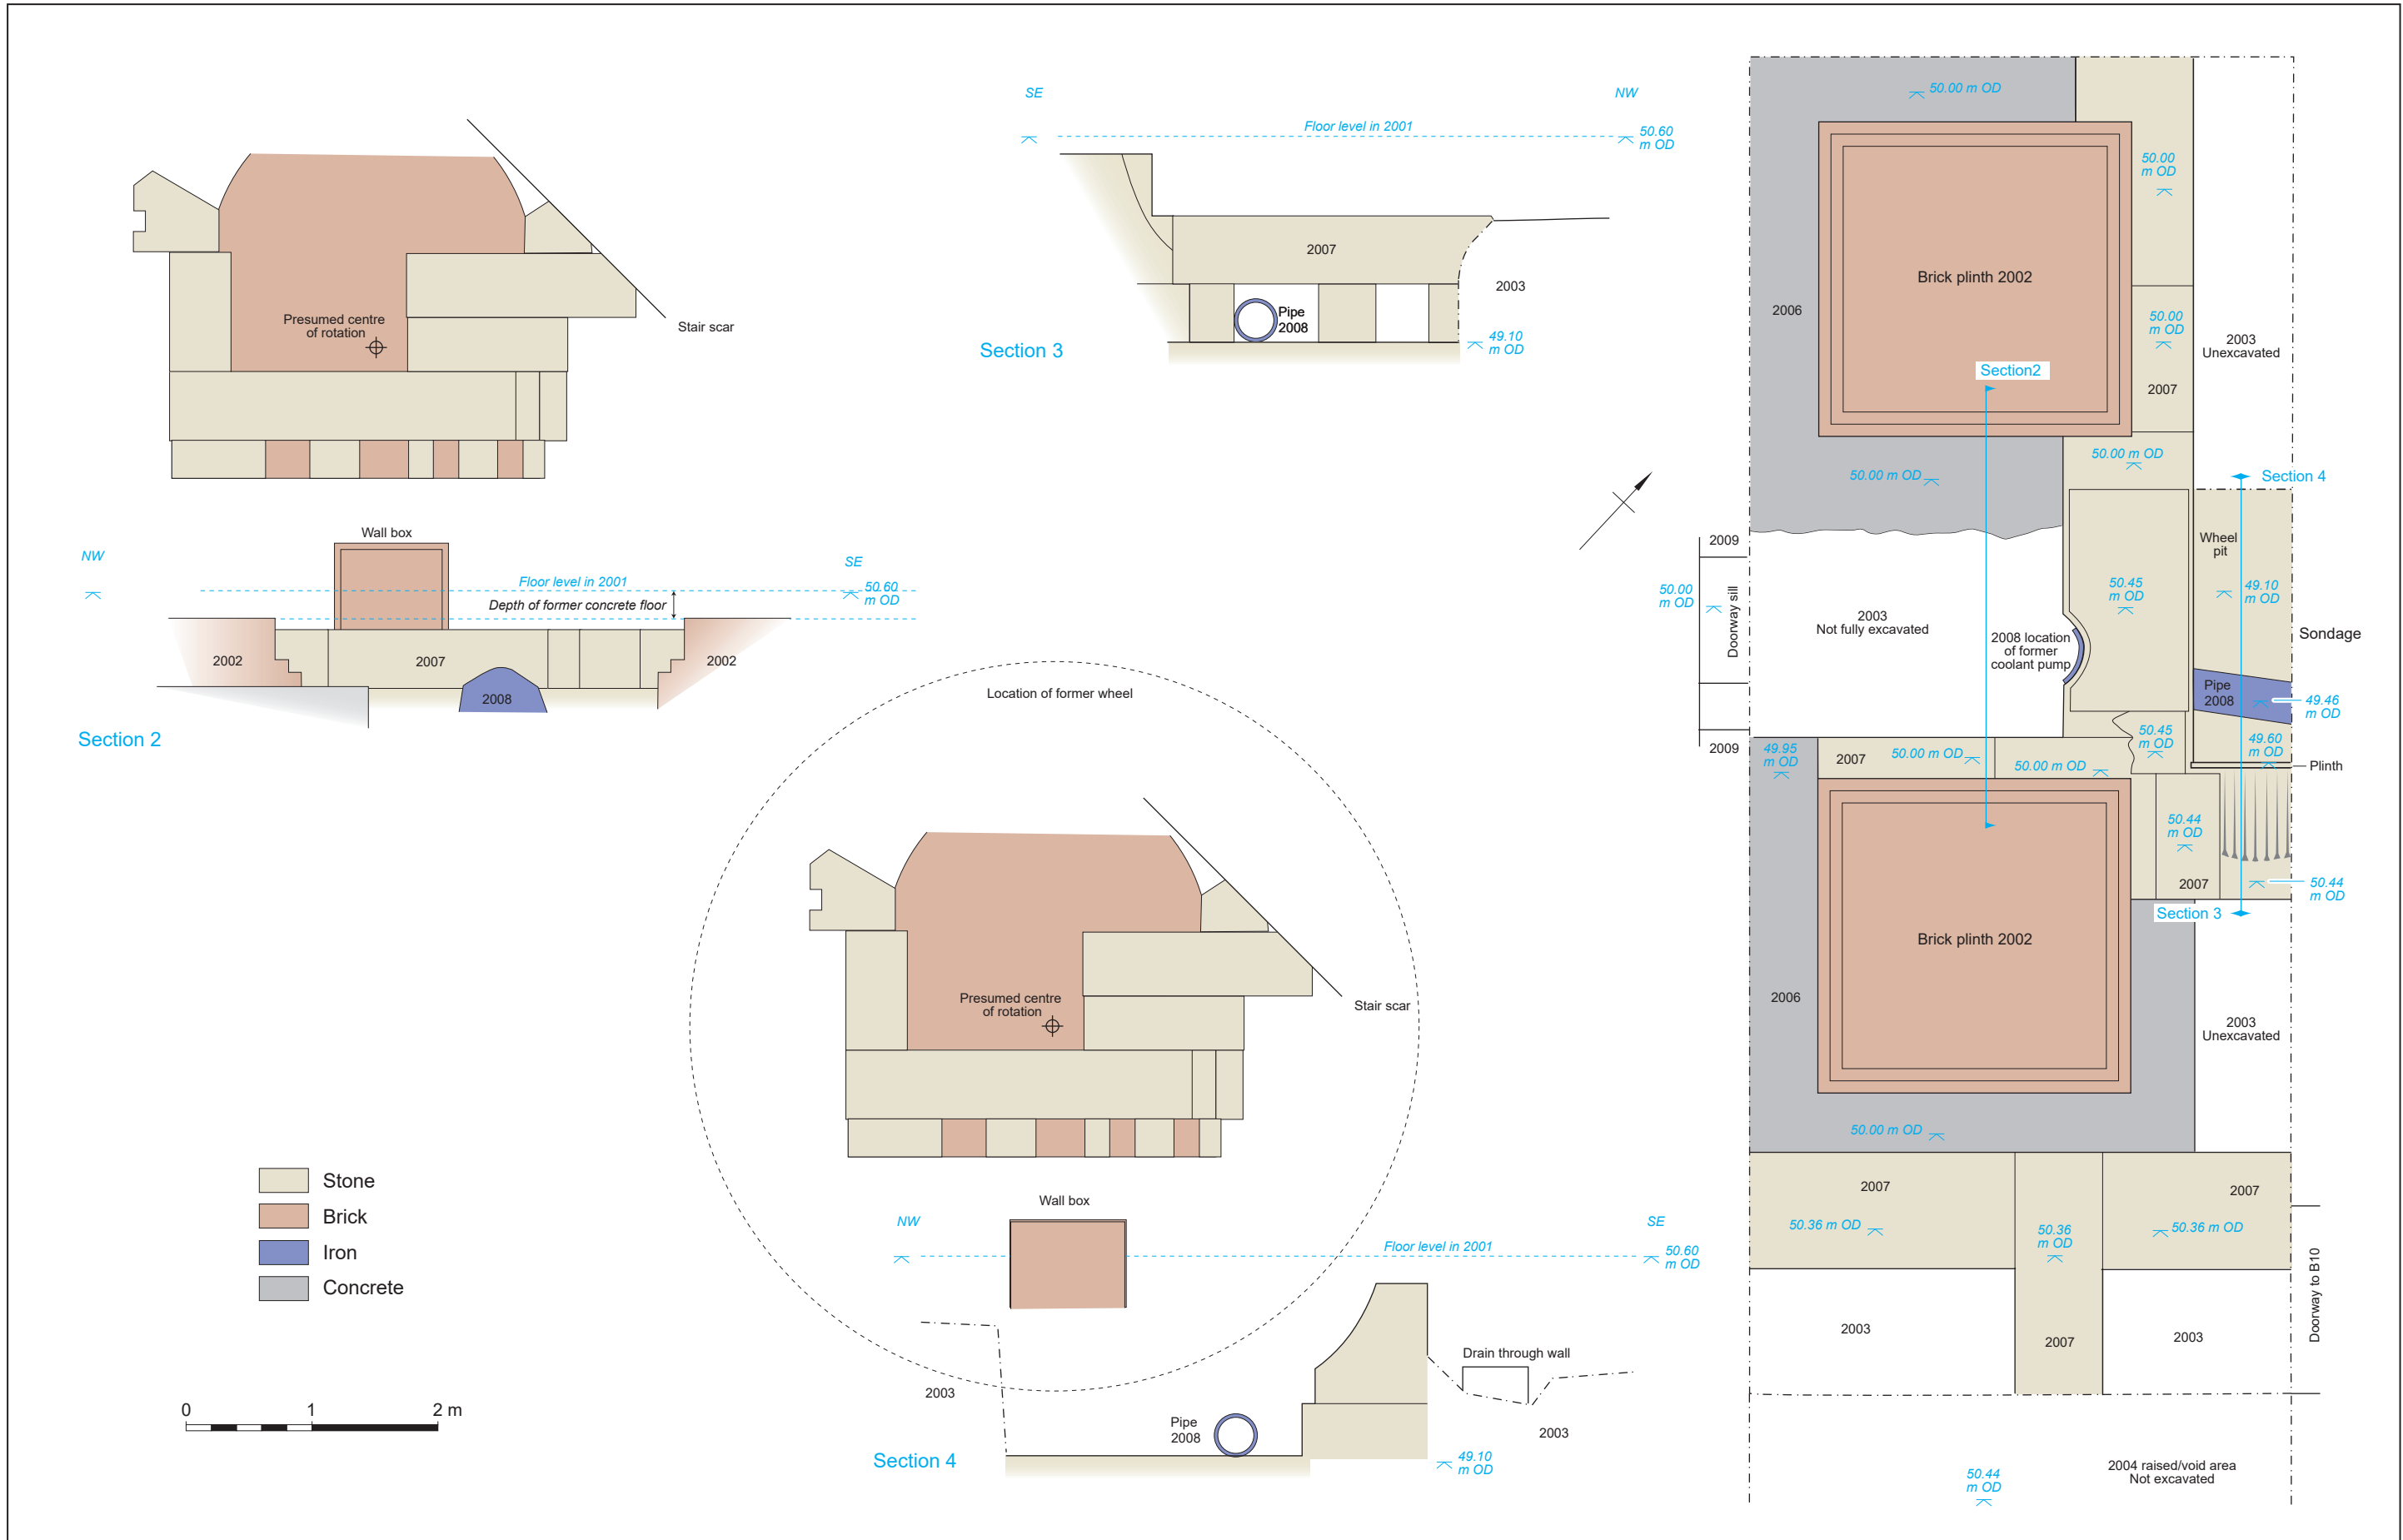 Presumed centre
of rotation
Stair scar
SE
NW
Floor level in 2001
50.60
m OD
2007
2003
Pipe
2008
49.10
m OD
Section 3
Wall box
NW
SE
Floor level in 2001
50.60
m OD
Depth of former concrete floor
2002
2007
2002
2008
Section 2
Location of former wheel
Presumed centre
of rotation
Stair scar
Wall box
NW
SE
Floor level in 2001
50.60
m OD
Drain through wall
2003
Pipe
2008
2003
Section 4
49.10
m OD
Stone
Brick
Iron
Concrete
0 1 2 m
50.00 m OD
50.00
m OD
Brick plinth 2002
2006
50.00
m OD
2003
Unexcavated
Section2
2007
50.00 m OD
50.00 m OD
Section 4
2009
Wheel
pit
50.00
m OD
Doorway sill
50.45
m OD
49.10
m OD
2003
Not fully excavated
2008 location
of former
coolant pump
Sondage
Pipe
2008
49.46
m OD
2009
49.95
m OD
2007
50.00 m OD
50.00 m OD
50.45
m OD
49.60
m OD
Plinth
50.44
m OD
2007
50.44
m OD
Section 3
Brick plinth 2002
2006
2003
Unexcavated
50.00 m OD
2007
2007
50.36 m OD
50.36
m OD
50.36 m OD
Doorway to B10
2003
2007
2003
2004 raised/void area
Not excavated
50.44
m OD